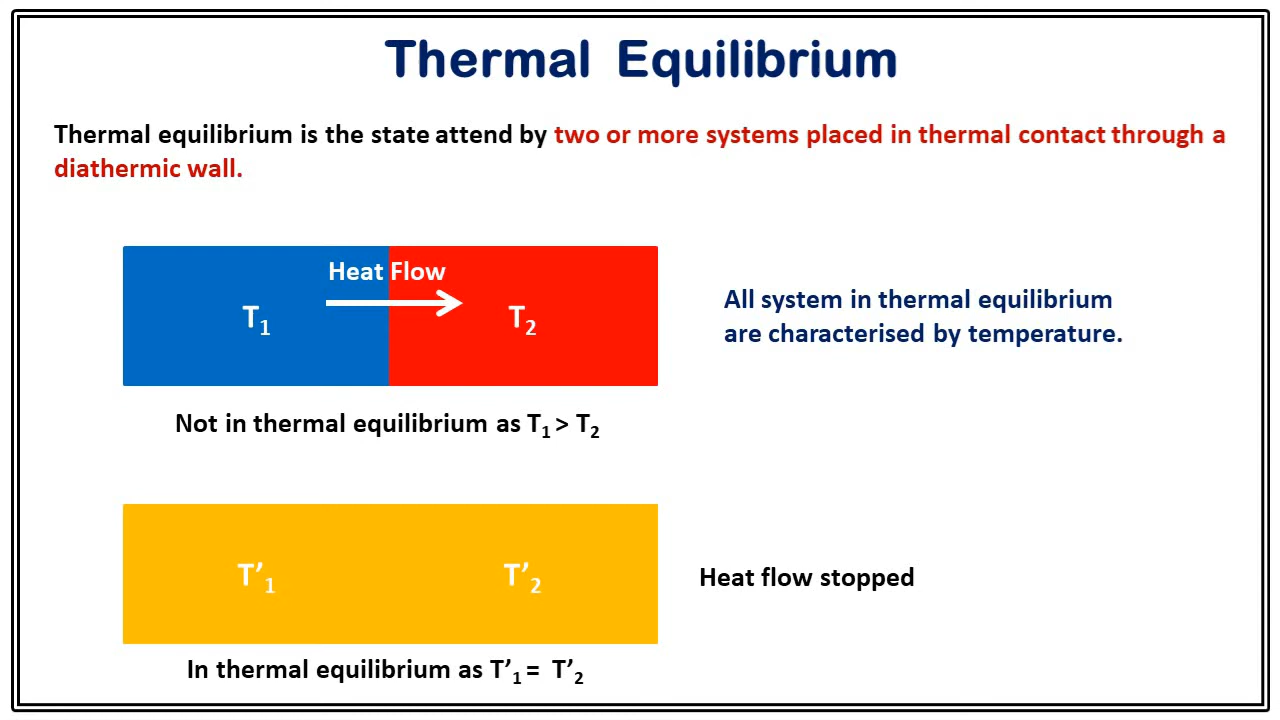 Thermal Equilibrium
Thermal equilibrium is the state attend by two or more systems placed in thermal contact through a
diathermic wall.
Heat Flow
T₁ T₂
All system in thermal equilibrium
are characterised by temperature.
Not in thermal equilibrium as T₁ > T₂
T’₁ T’₂
Heat flow stopped
In thermal equilibrium as T’₁ = T’₂